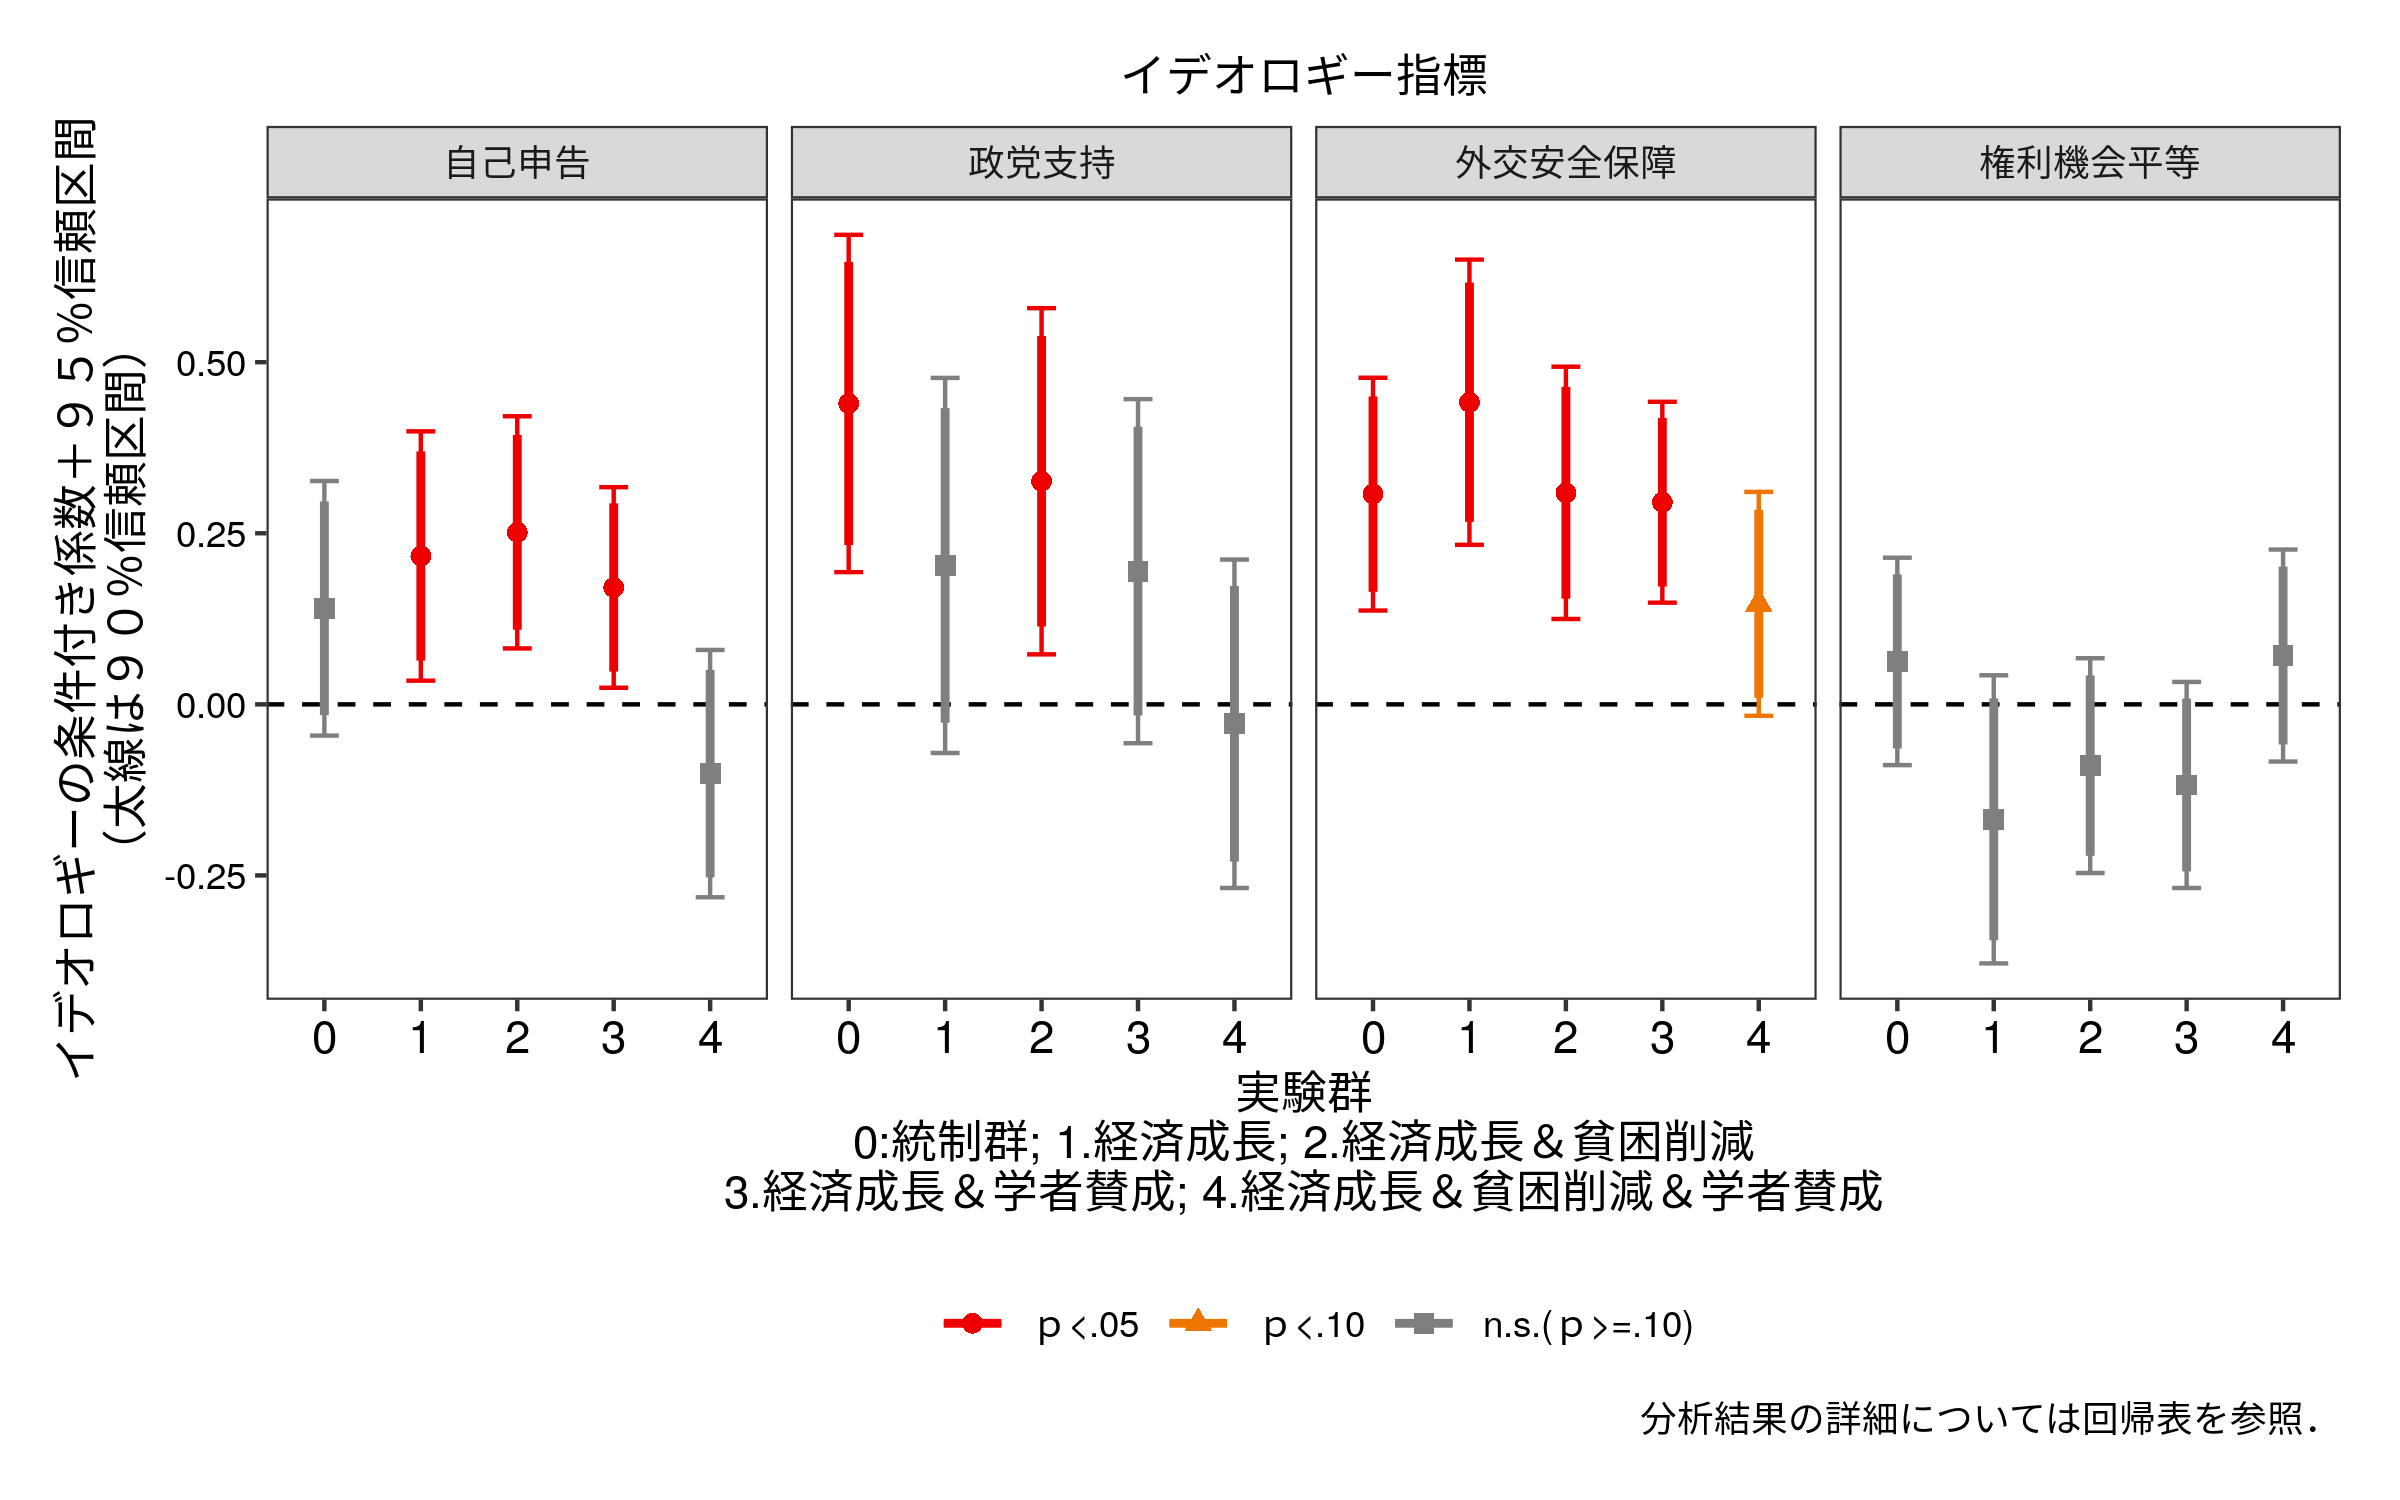 イデオロギー指標
自己申告
政党支持
外交安全保障
権利機会平等
イデオロギーの条件付き係数＋９５％信頼区間
（太線は９０％信頼区間）
0.50
0.25
0.00
-0.25
0 1 2 3 4
0 1 2 3 4
0 1 2 3 4
0 1 2 3 4
実験群
0:統制群; 1.経済成長; 2.経済成長＆貧困削減
3.経済成長＆学者賛成; 4.経済成長＆貧困削減＆学者賛成
ｐ<.05
ｐ<.10
n.s.(ｐ>=.10)
分析結果の詳細については回帰表を参照．